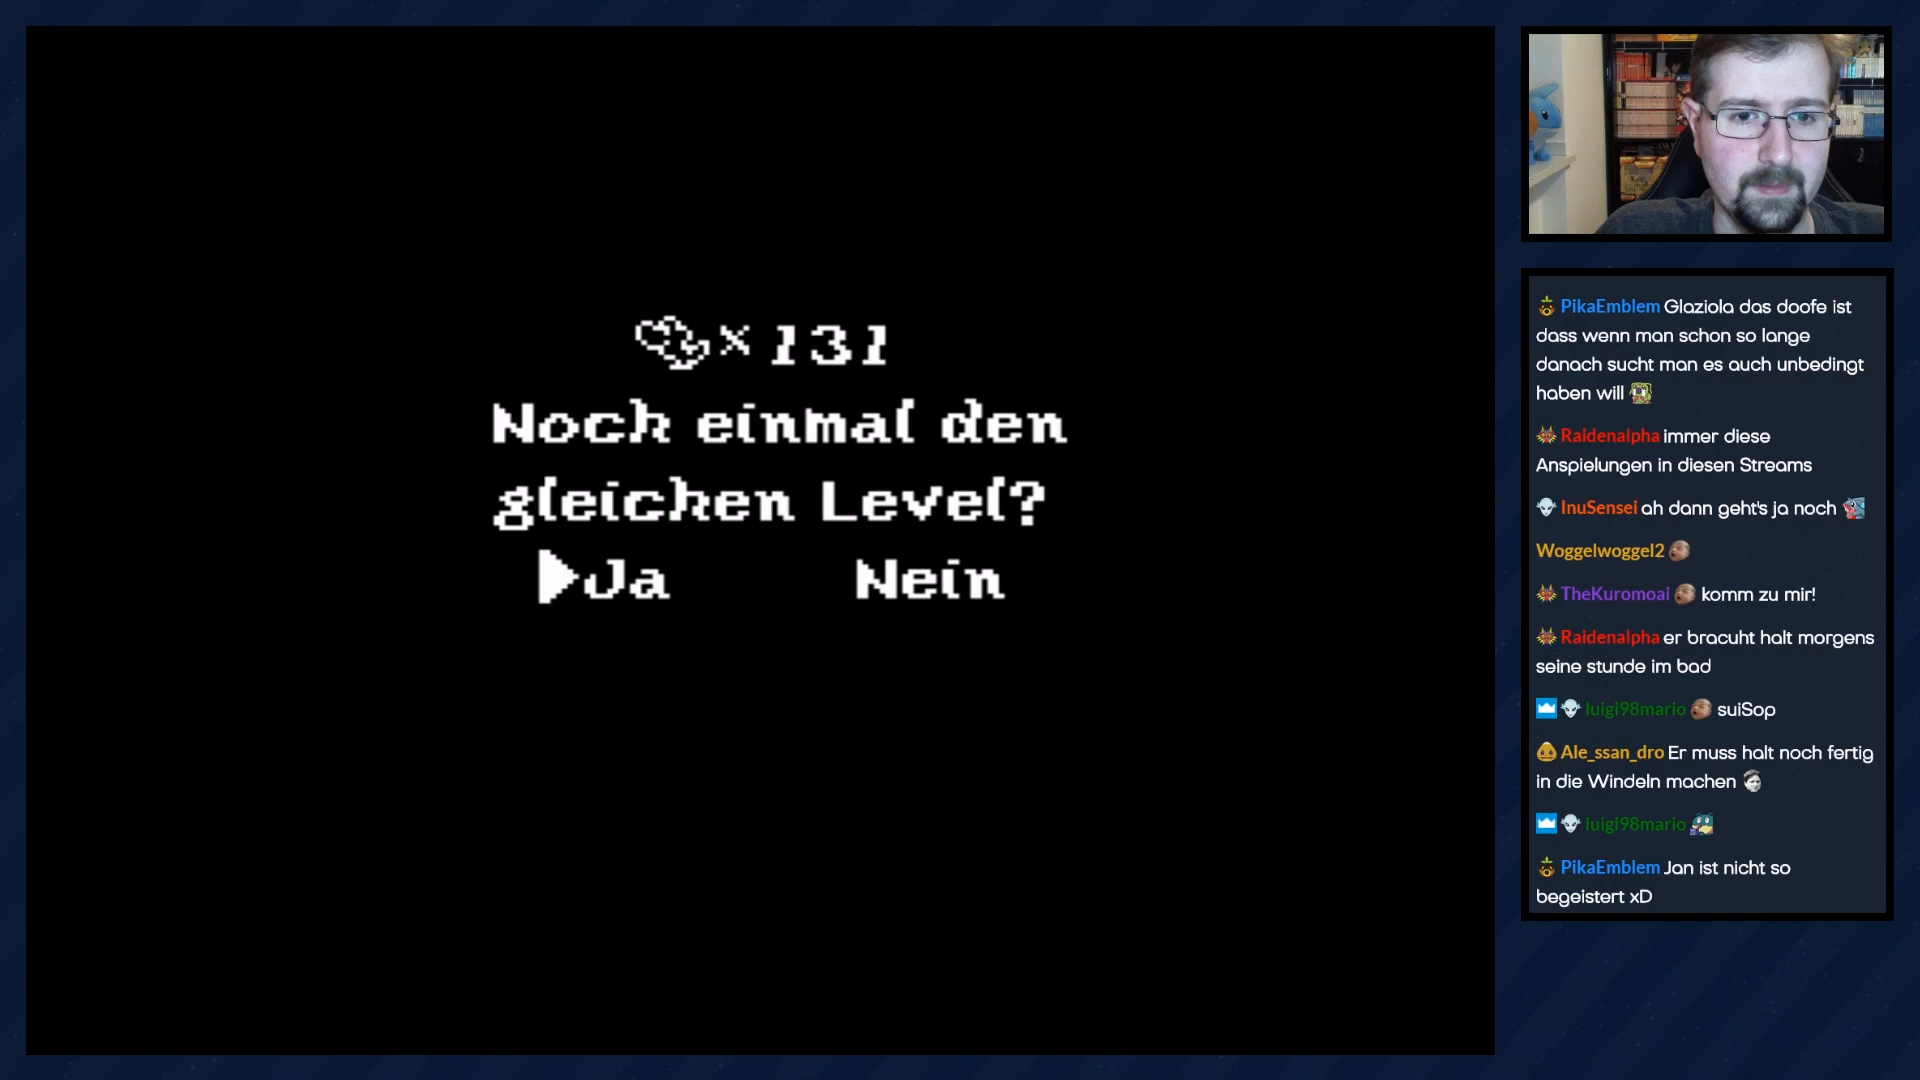 × 131
Noch einmal den
gleichen Level?
Ja Nein
PikaEmblem Glaziola das doofe ist
dass wenn man schon so lange
danach sucht man es auch unbedingt
haben will
Raidenalpha immer diese
Anspielungen in diesen Streams
InuSensei ah dann geht's ja noch
Woggelwoggel2
TheKuromoai komm zu mir!
Raidenalpha er bracuht halt morgens
seine stunde im bad
luigi98mario suiSop
Ale_ssan_dro Er muss halt noch fertig
in die Windeln machen
luigi98mario
PikaEmblem Jan ist nicht so
begeistert xD